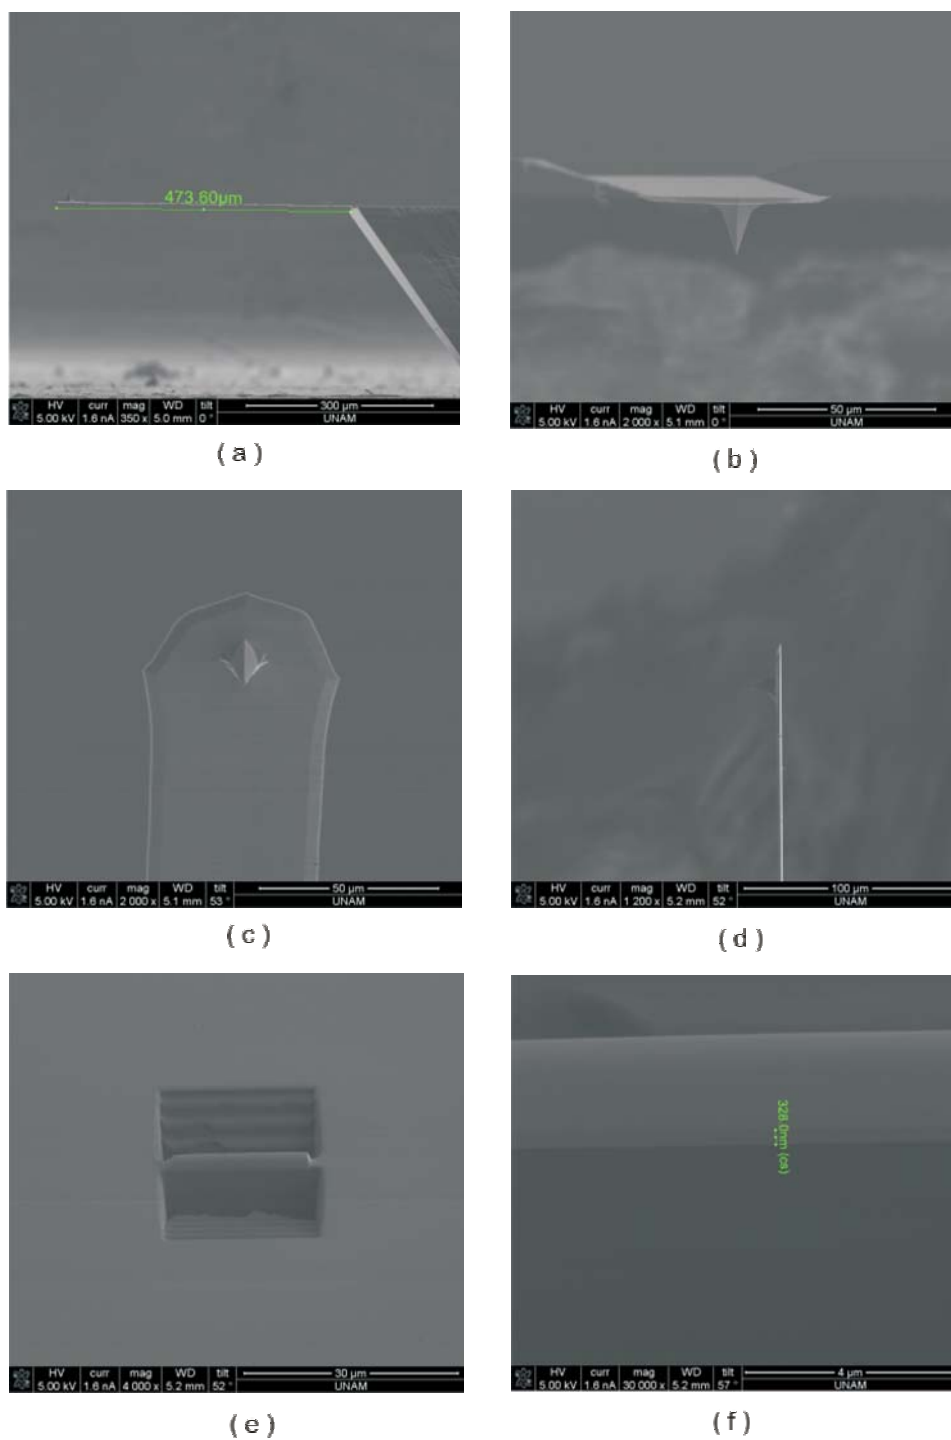 473.60µm
HV curr mag WD tilt 300 µm
5.00 kV 1.6 nA 350 x 5.0 mm 0 ° UNAM
(a)
HV curr mag WD tilt 50 µm
5.00 kV 1.6 nA 2 000 x 5.1 mm 0 ° UNAM
(b)
HV curr mag WD tilt 50 µm
5.00 kV 1.6 nA 2 000 x 5.1 mm 53 ° UNAM
(c)
HV curr mag WD tilt 100 µm
5.00 kV 1.6 nA 1 200 x 5.2 mm 52 ° UNAM
(d)
HV curr mag WD tilt 30 µm
5.00 kV 1.6 nA 4 000 x 5.2 mm 52 ° UNAM
(e)
328.0nm (cs)
HV curr mag WD tilt 4 µm
5.00 kV 1.6 nA 30 000 x 5.2 mm 57 ° UNAM
(f)